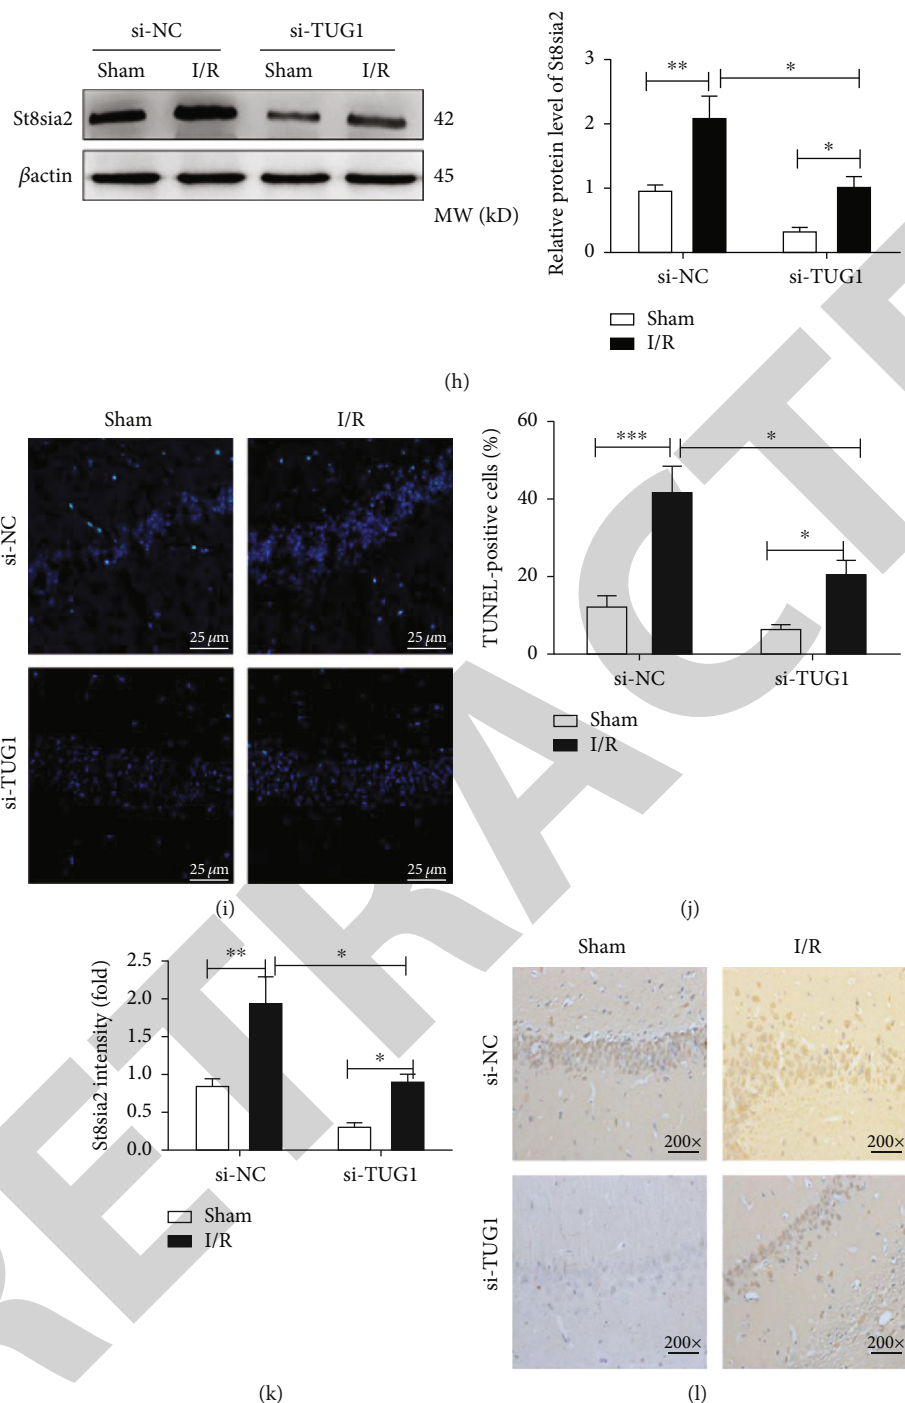 si-NC si-TUG1
Sham I/R Sham I/R
St8sia2 42
βactin 45
MW (kD)
Relative protein level of St8sia2
3
2
1
0
** * *
si-NC si-TUG1
Sham
I/R
(h)
Sham I/R
si-NC
25 μm 25 μm
si-TUG1
25 μm 25 μm
(i)
TUNEL-positive cells (%)
60
40
20
0
*** * *
si-NC si-TUG1
Sham
I/R
(j)
St8sia2 intensity (fold)
2.5
2.0
1.5
1.0
0.5
0.0
** * *
si-NC si-TUG1
Sham
I/R
(k)
Sham I/R
si-NC
200× 200×
si-TUG1
200× 200×
(l)
RETRACTE